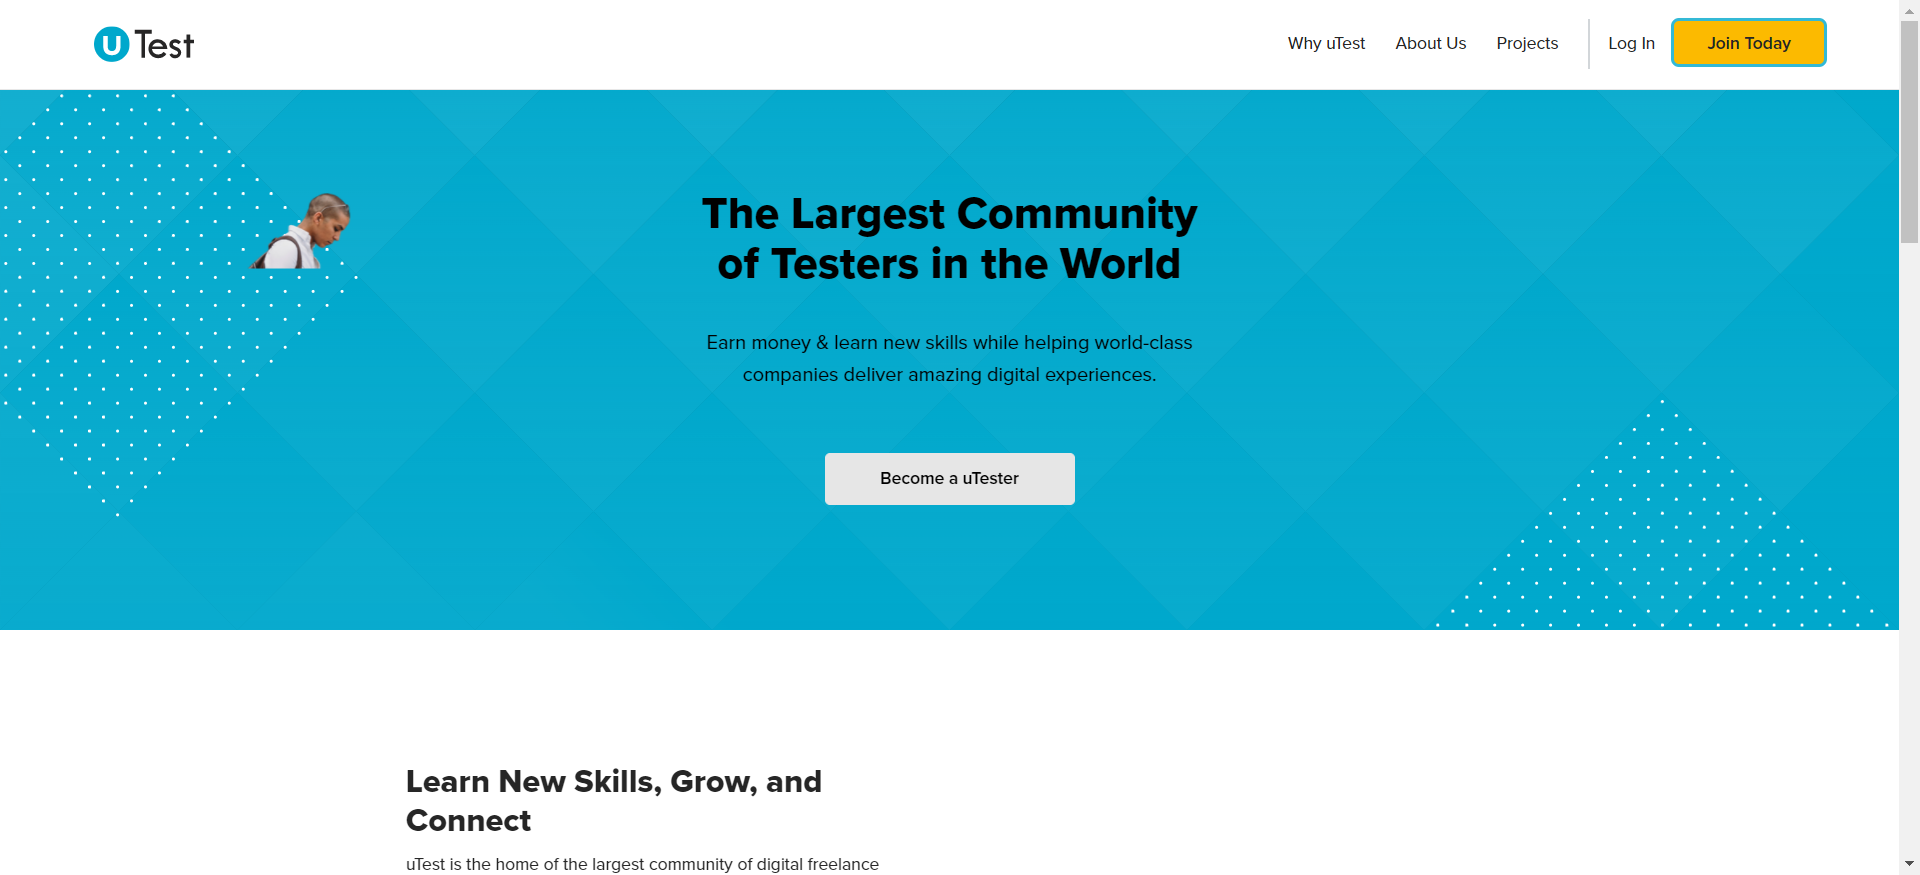 u Test
Why uTest
About Us
Projects
Log In
Join Today
The Largest Community
of Testers in the World
Earn money & learn new skills while helping world-class
companies deliver amazing digital experiences.
Become a uTester
Learn New Skills, Grow, and
Connect
uTest is the home of the largest community of digital freelance